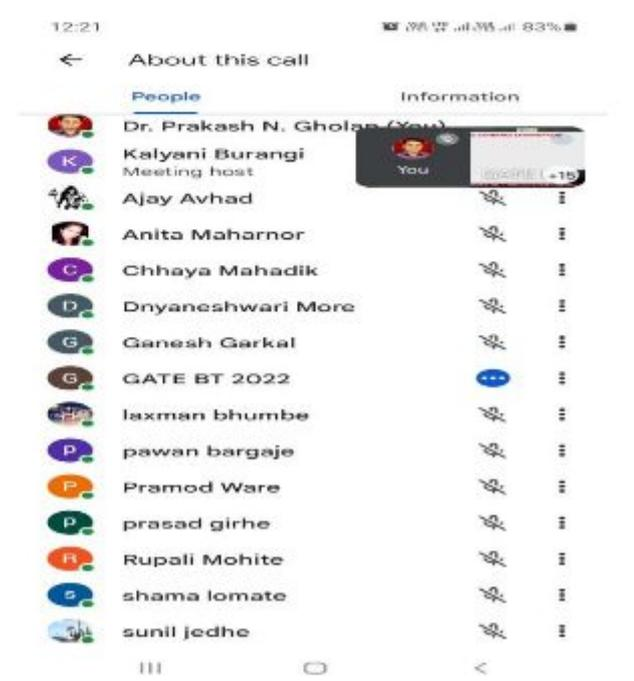 12:21
83%
About this call
People Information
Dr. Prakash N. Gholap (You)
K Kalyani Burangi
Meeting host
You +15
Ajay Avhad
Anita Maharnor
C Chhaya Mahadik
D Dnyaneshwari More
G Ganesh Garkal
G GATE BT 2022
laxman bhumbe
p pawan bargaje
P Pramod Ware
p prasad girhe
R Rupali Mohite
s shama lomate
sunil jedhe